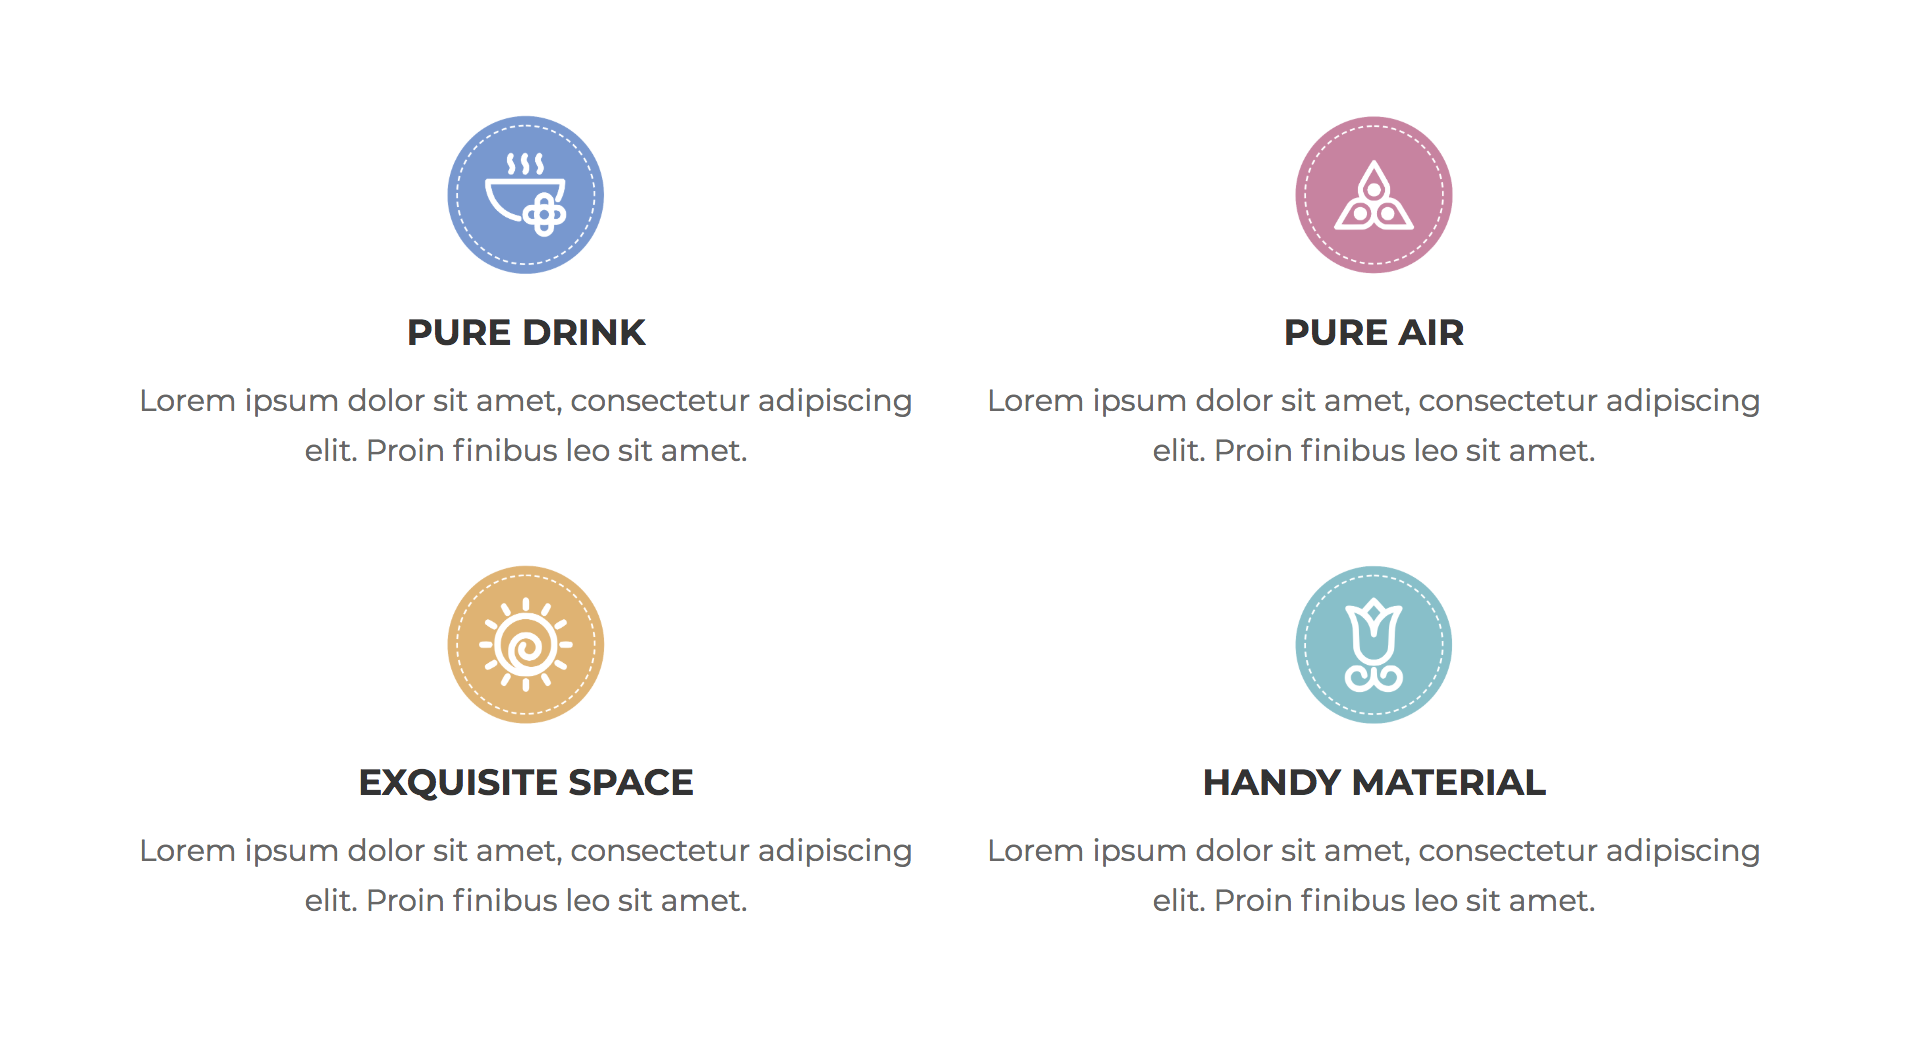 PURE DRINK
Lorem ipsum dolor sit amet, consectetur adipiscing
elit. Proin finibus leo sit amet.
PURE AIR
Lorem ipsum dolor sit amet, consectetur adipiscing
elit. Proin finibus leo sit amet.
EXQUISITE SPACE
Lorem ipsum dolor sit amet, consectetur adipiscing
elit. Proin finibus leo sit amet.
HANDY MATERIAL
Lorem ipsum dolor sit amet, consectetur adipiscing
elit. Proin finibus leo sit amet.